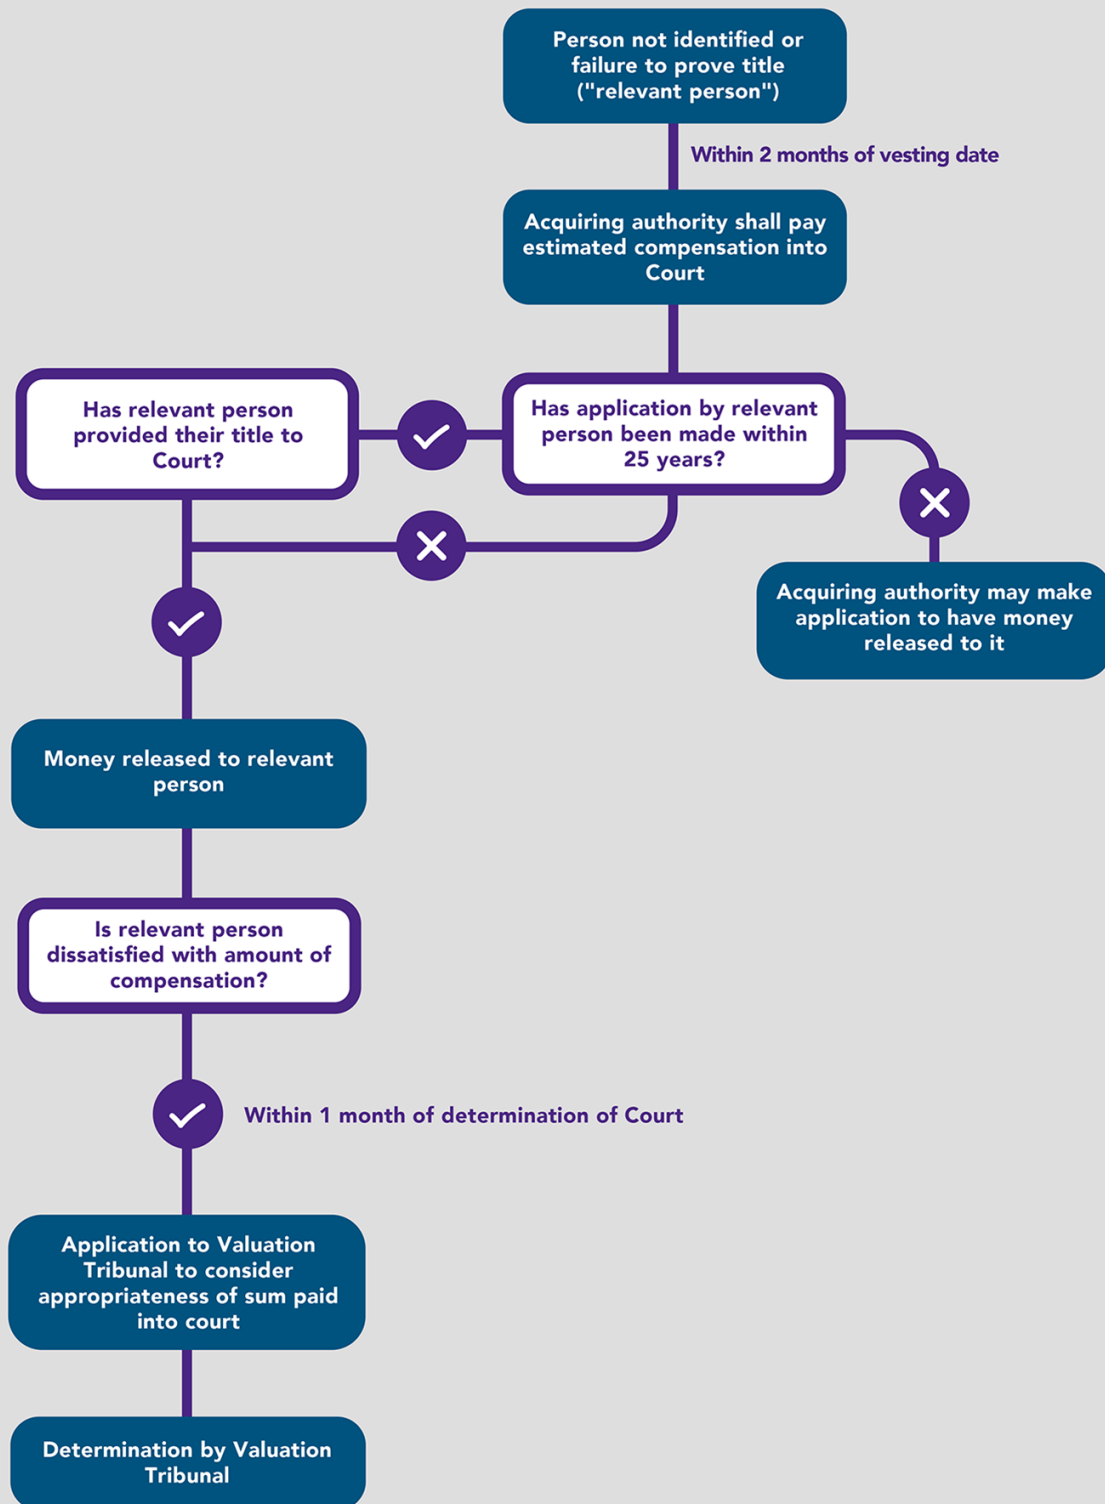 Person not identified or
failure to prove title
("relevant person")
Within 2 months of vesting date
Acquiring authority shall pay
estimated compensation into
Court
Has relevant person
provided their title to
Court?
Has application by relevant
person been made within
25 years?
Acquiring authority may make
application to have money
released to it
Money released to relevant
person
Is relevant person
dissatisfied with amount of
compensation?
Within 1 month of determination of Court
Application to Valuation
Tribunal to consider
appropriateness of sum paid
into court
Determination by Valuation
Tribunal